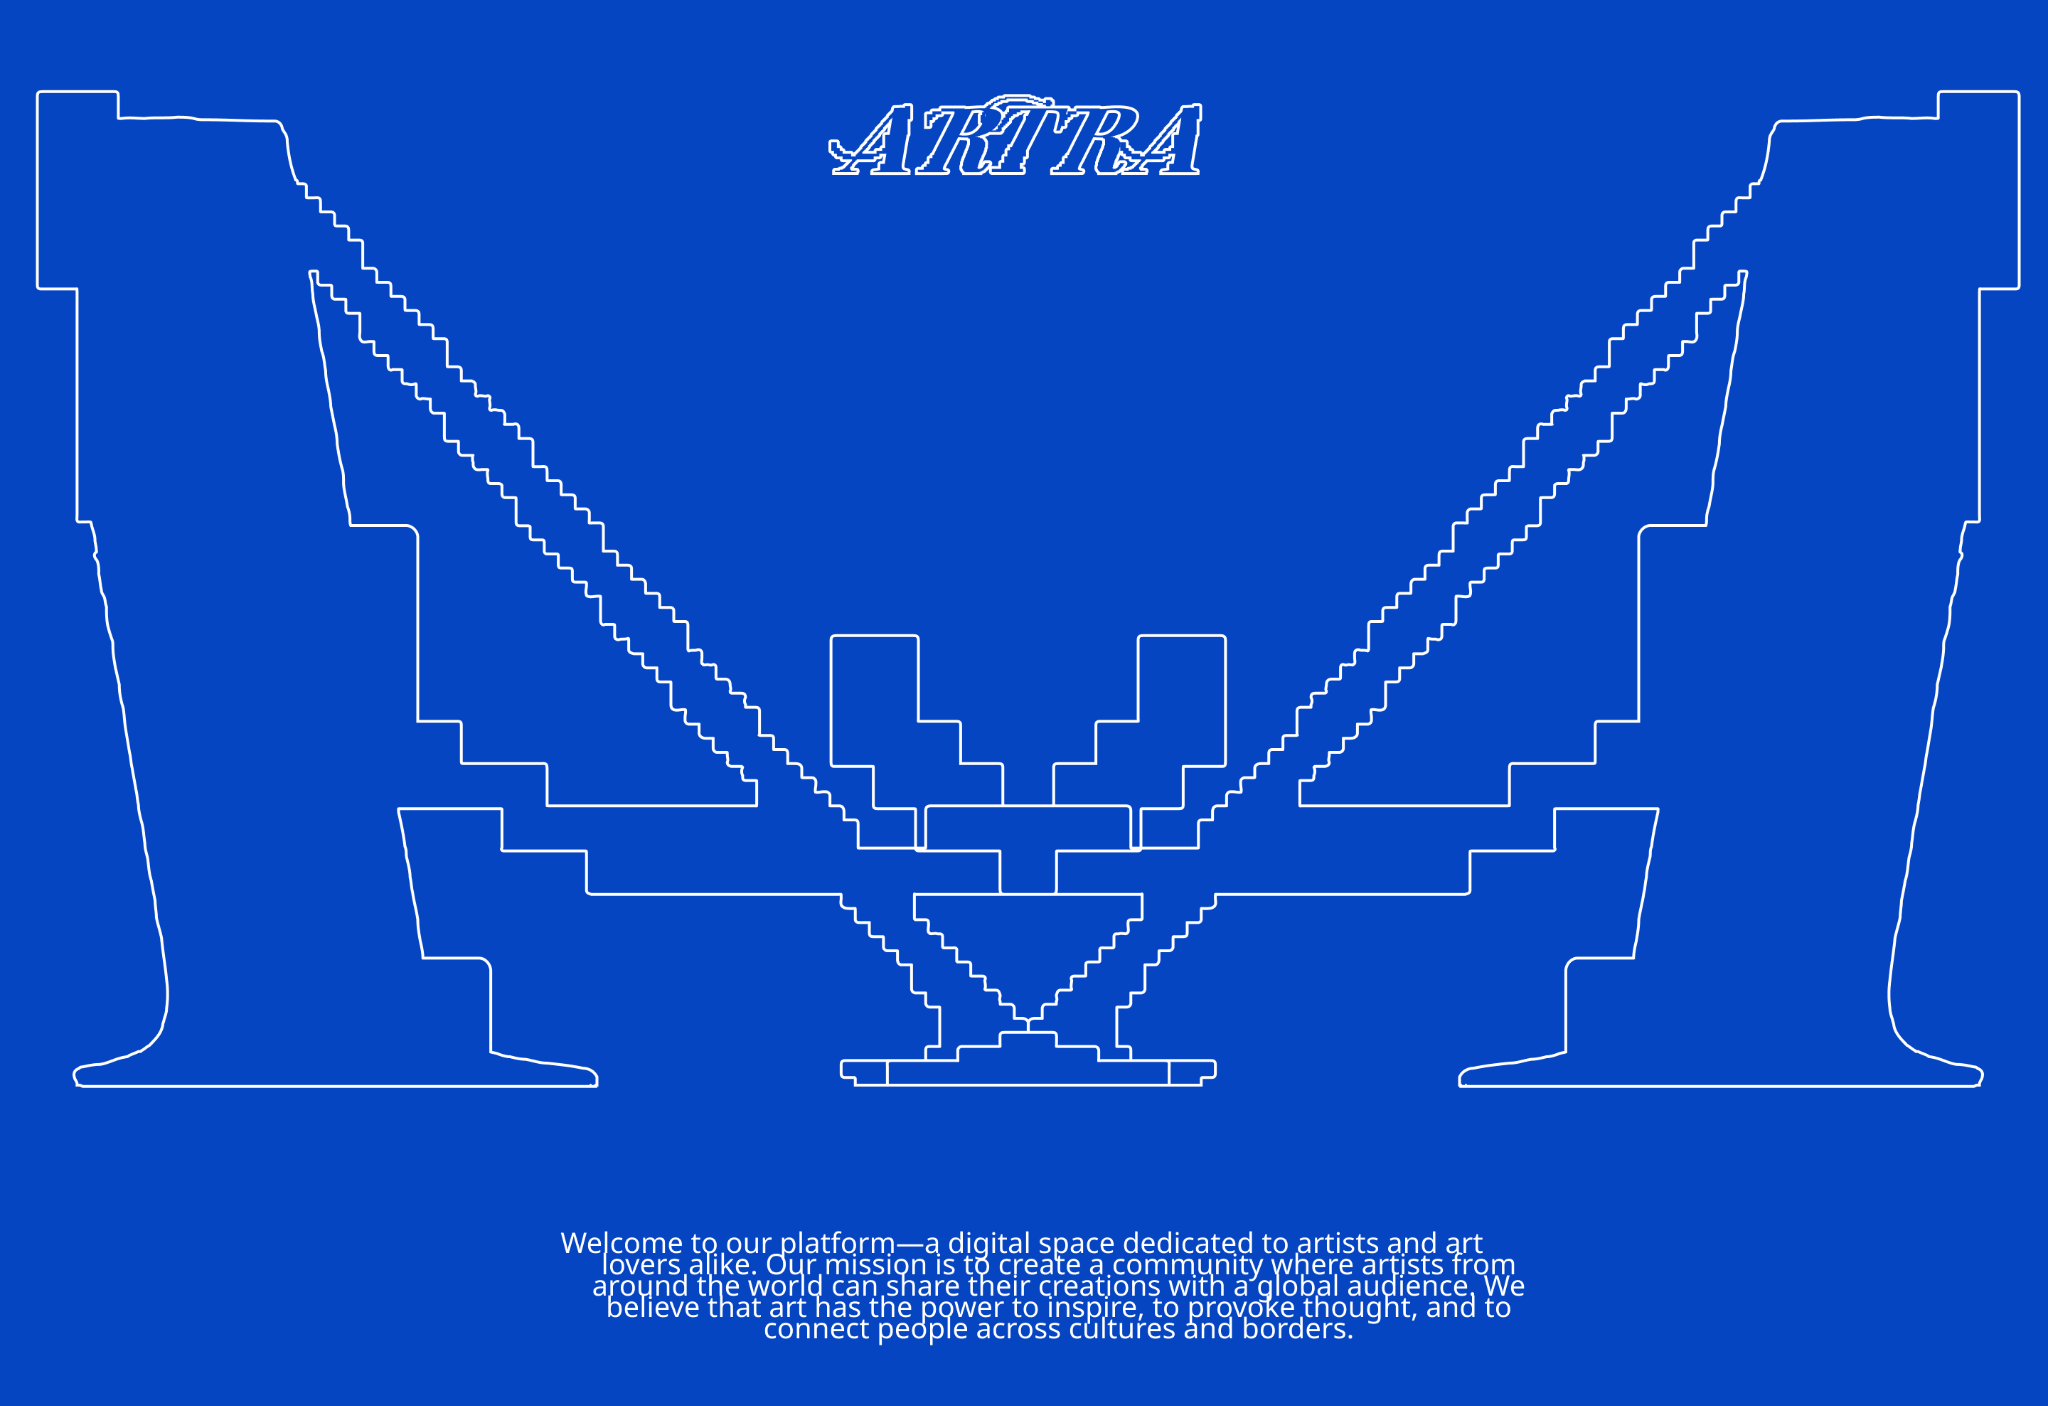 ARTRA
Welcome to our platform—a digital space dedicated to artists and art
lovers alike. Our mission is to create a community where artists from
around the world can share their creations with a global audience. We
believe that art has the power to inspire, to provoke thought, and to
connect people across cultures and borders.